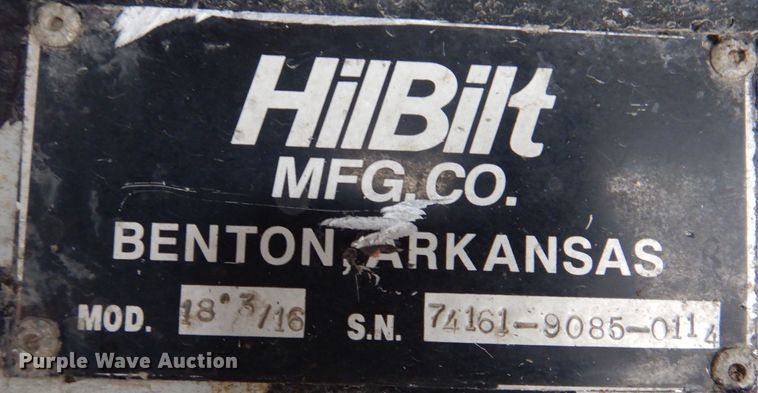 HilBilt
MFG. CO.
BENTON, ARKANSAS
MOD. 18' 3/16 S.N. 74161-9085-0114
Purple Wave Auction